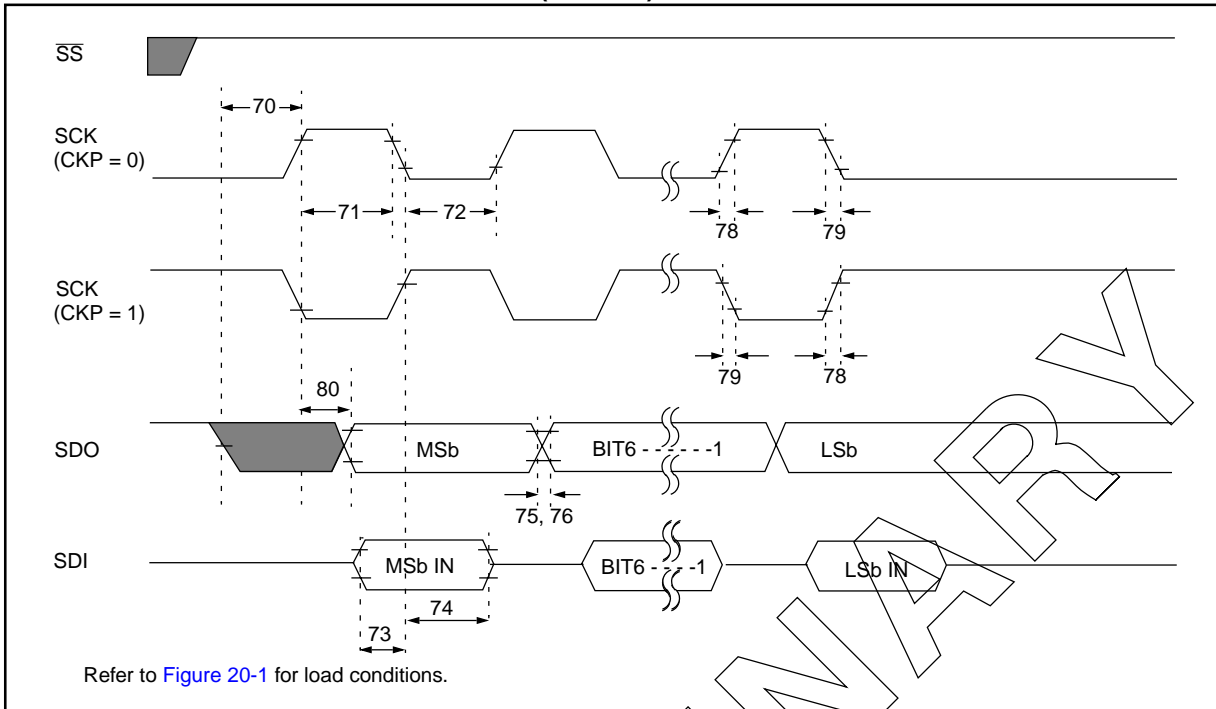 SS
70
SCK
(CKP = 0)
71
72
78
79
SCK
(CKP = 1)
79
78
80
SDO
MSb
BIT6 - - - - - -1
LSb
75, 76
SDI
MSb IN
BIT6 - - - - -1
LSb IN
74
73
Refer to Figure 20-1 for load conditions.
NARY